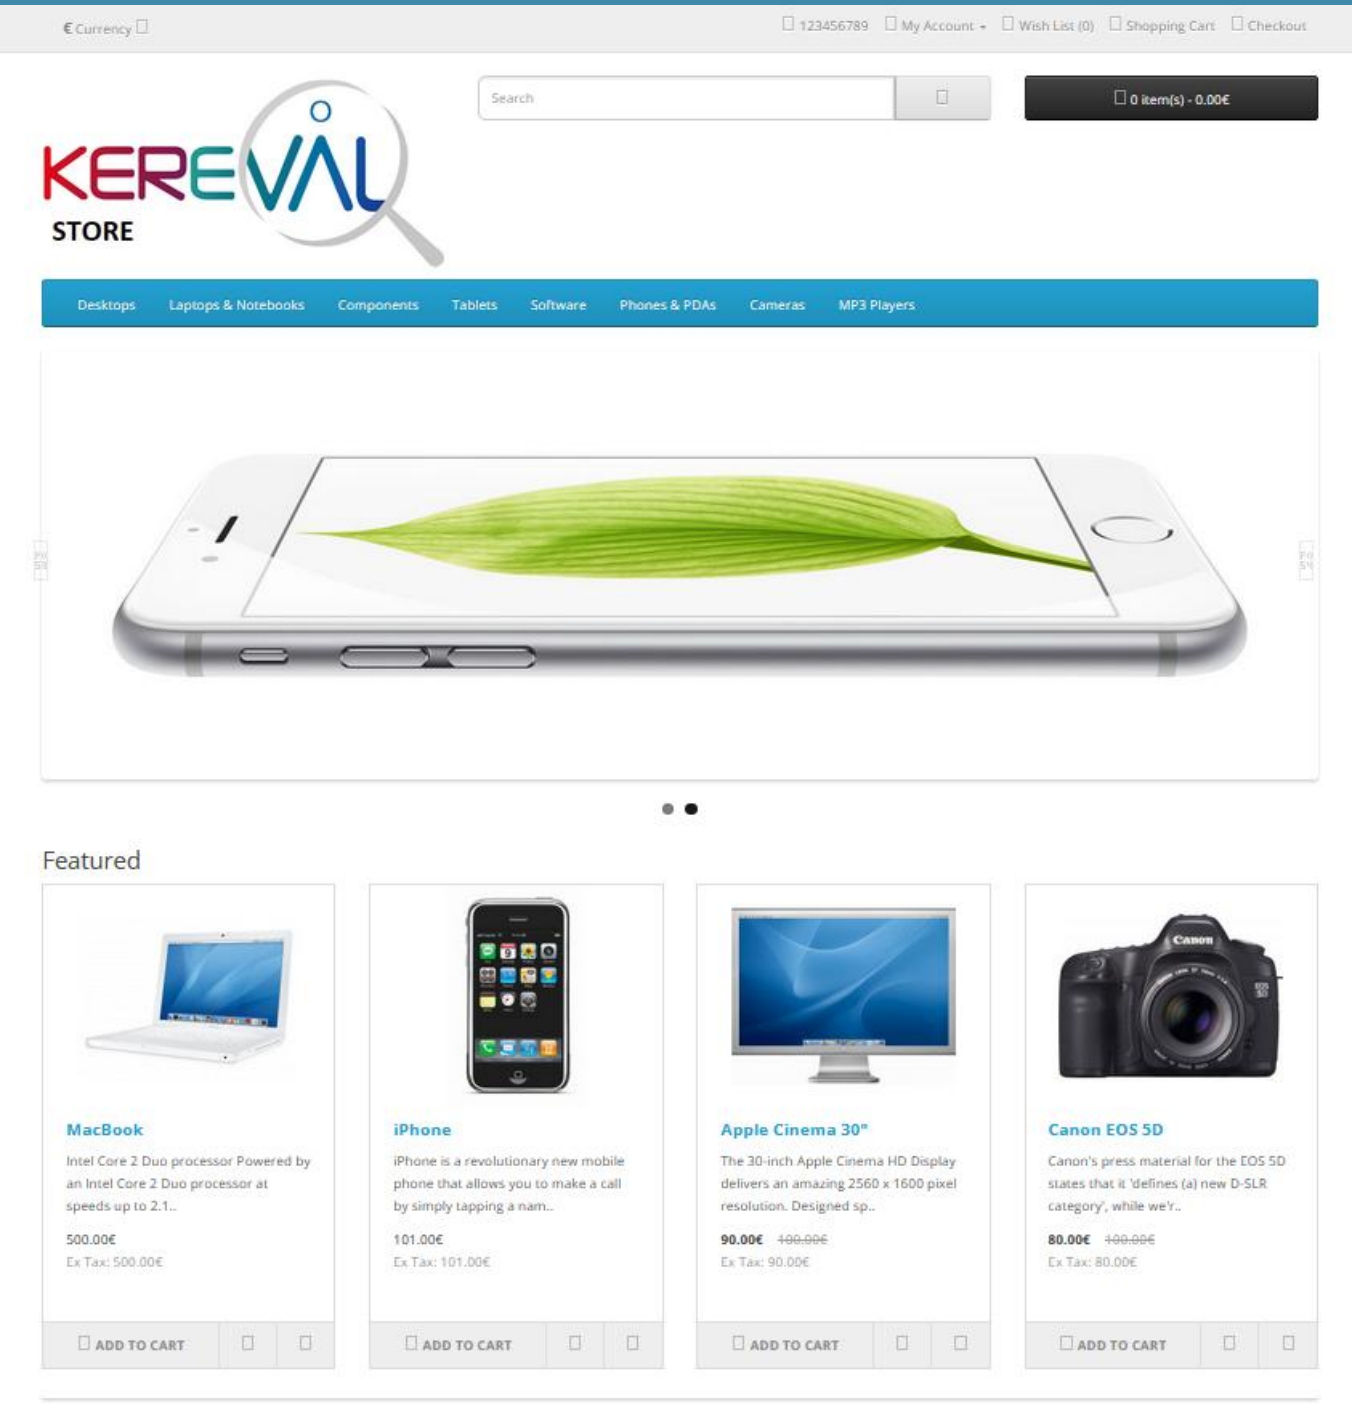 € Currency
123456789 My Account Wish List (0) Shopping Cart Checkout
Search
0 item(s) - 0.00€
KEREVAL
STORE
Desktops Laptops & Notebooks Components Tablets Software Phones & PDAs Cameras MP3 Players
Featured
Canon
EOS
5D
MacBook
Intel Core 2 Duo processor Powered by
an Intel Core 2 Duo processor at
speeds up to 2.1..
500.00€
Ex Tax: 500.00€
ADD TO CART
iPhone
iPhone is a revolutionary new mobile
phone that allows you to make a call
by simply tapping a nam..
101.00€
Ex Tax: 101.00€
ADD TO CART
Apple Cinema 30"
The 30-inch Apple Cinema HD Display
delivers an amazing 2560 x 1600 pixel
resolution. Designed sp..
90.00€ 100.00€
Ex Tax: 90.00€
ADD TO CART
Canon EOS 5D
Canon's press material for the EOS 5D
states that it 'defines (a) new D-SLR
category', while we'r..
80.00€ 100.00€
Ex Tax: 80.00€
ADD TO CART